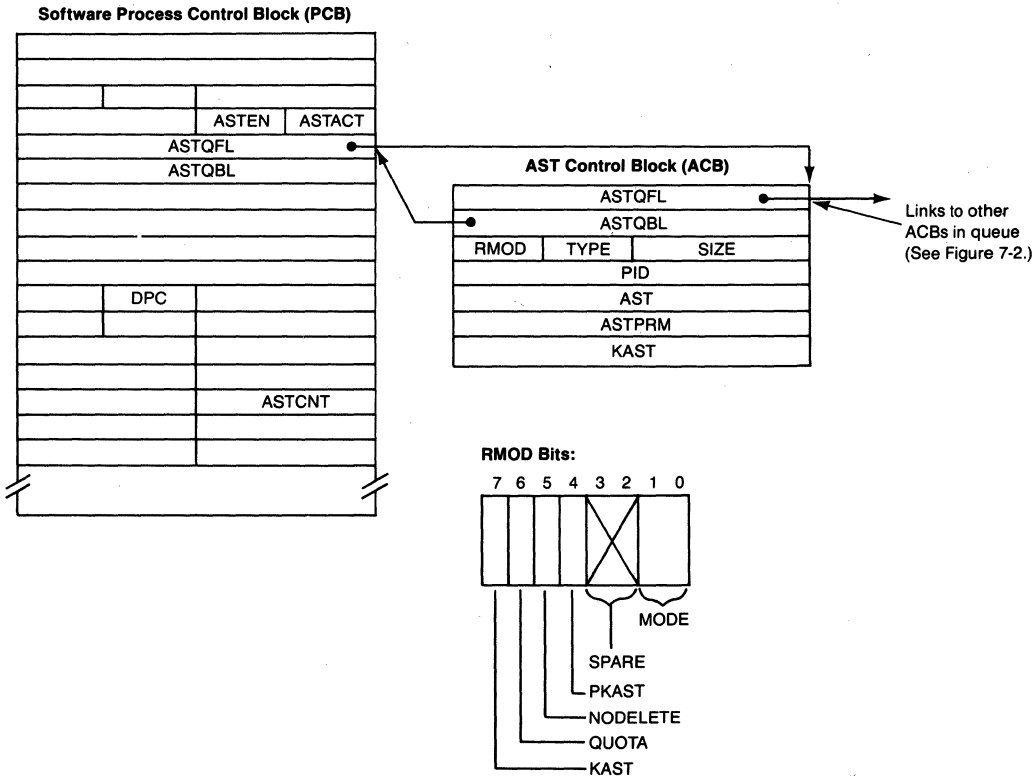 Software Process Control Block (PCB)
ASTEN ASTACT
ASTQFL
ASTQBL
DPC
ASTCNT
AST Control Block (ACB)
ASTQFL
ASTQBL
RMOD TYPE SIZE
PID
AST
ASTPRM
KAST
Links to other
ACBs in queue
(See Figure 7-2.)
RMOD Bits:
7 6 5 4 3 2 1 0
MODE
SPARE
PKAST
NODELETE
QUOTA
KAST